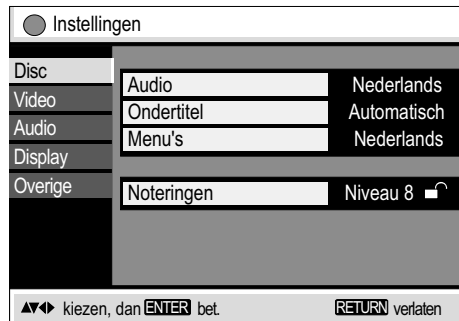 Instellingen
Disc
Video
Audio
Display
Overige
Audio Nederlands
Ondertitel Automatisch
Menu's Nederlands
Noteringen Niveau 8
kiezen, dan ENTER bet. RETURN verlaten